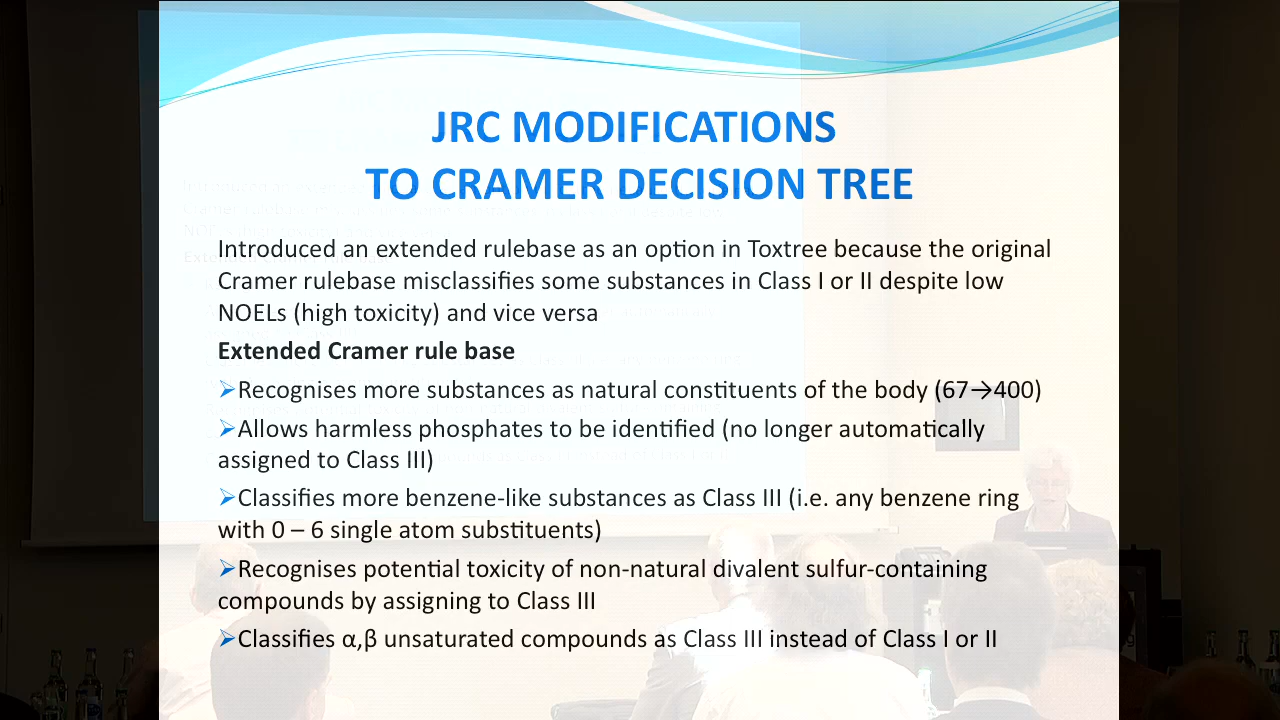 JRC MODIFICATIONS
TO CRAMER DECISION TREE
Introduced an extended rulebase as an option in Toxtree because the original
Cramer rulebase misclassifies some substances in Class I or II despite low
NOELs (high toxicity) and vice versa
Extended Cramer rule base
➢Recognises more substances as natural constituents of the body (67→400)
➢Allows harmless phosphates to be identified (no longer automatically
assigned to Class III)
➢Classifies more benzene-like substances as Class III (i.e. any benzene ring
with 0 – 6 single atom substituents)
➢Recognises potential toxicity of non-natural divalent sulfur-containing
compounds by assigning to Class III
➢Classifies α,β unsaturated compounds as Class III instead of Class I or II